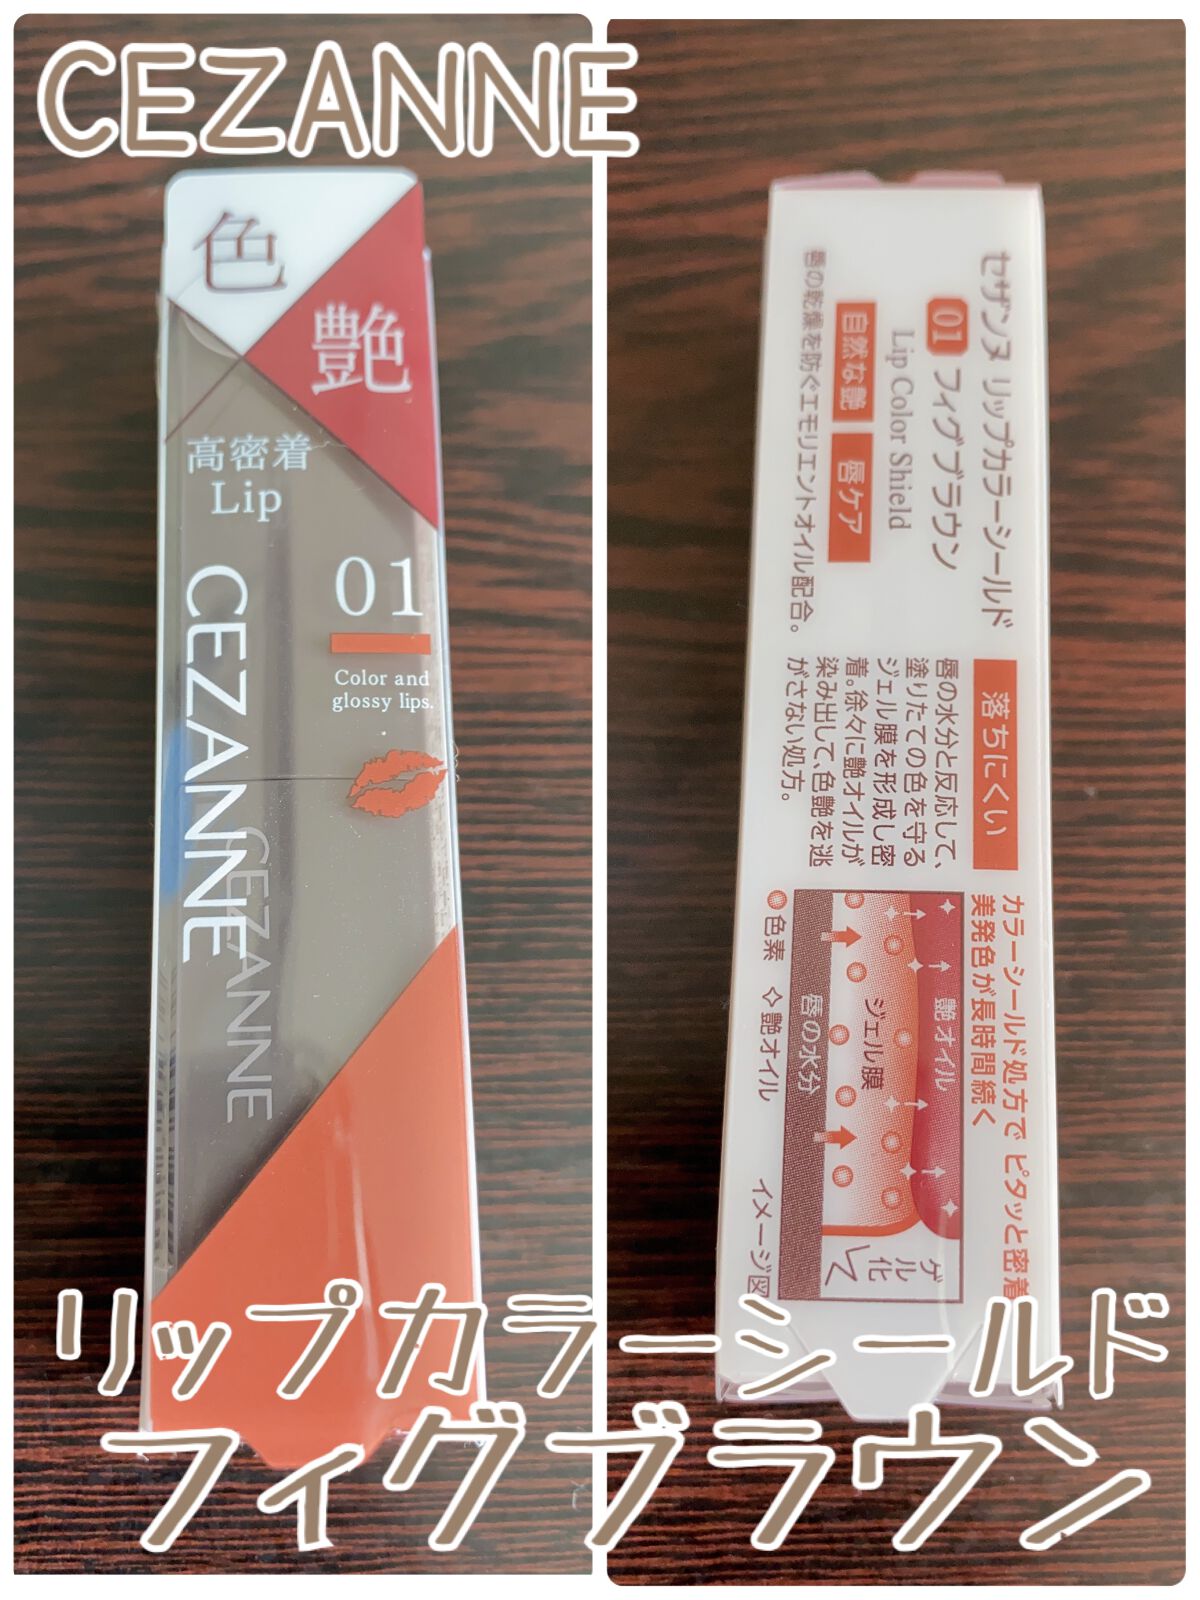 CEZANNE
色
艶
高密着
Lip
01
Color and
glossy lips.
CEZANNE
CEZANNE
セザンヌ リップカラーシールド
01 フィグブラウン
Lip Color Shield
自然な艶 唇ケア
唇の乾燥を防ぐエモリエントオイル配合。
落ちにくい
唇の水分と反応して、
塗りたての色を守る
ジェル膜を形成し密
着。徐々に艶オイルが
染み出して、色艶を逃
がさない処方。
カラーシールド処方で ピタッと密着
美発色が長時間続く
艶オイル
ジェル膜
唇の水分
ゲル化
色素 艶オイル
イメージ図
リップカラーシールド
フィグブラウン